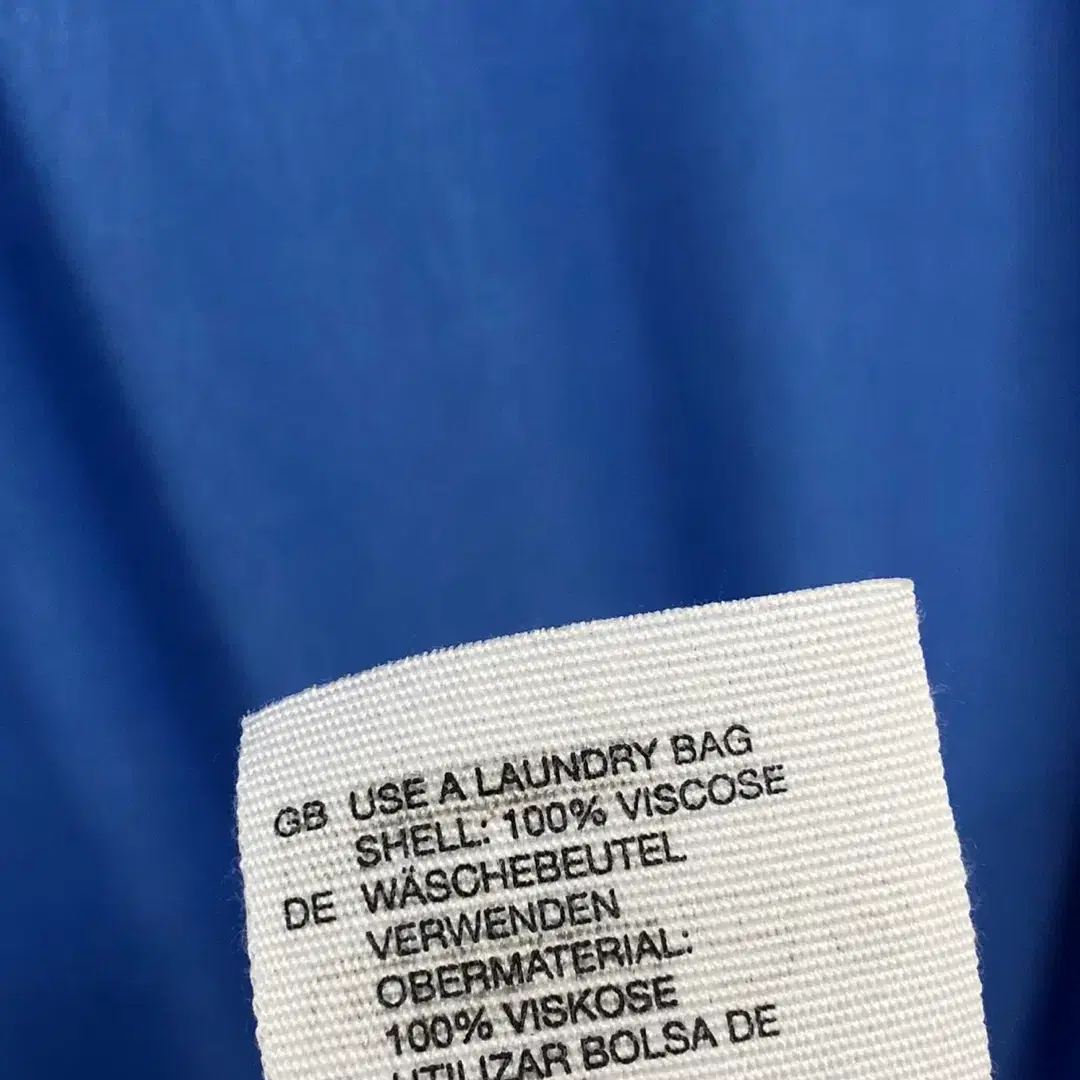 GB USE A LAUNDRY BAG
SHELL: 100% VISCOSE
DE WÄSCHEBEUTEL
VERWENDEN
OBERMATERIAL:
100% VISKOSE
UTILIZAR BOLSA DE